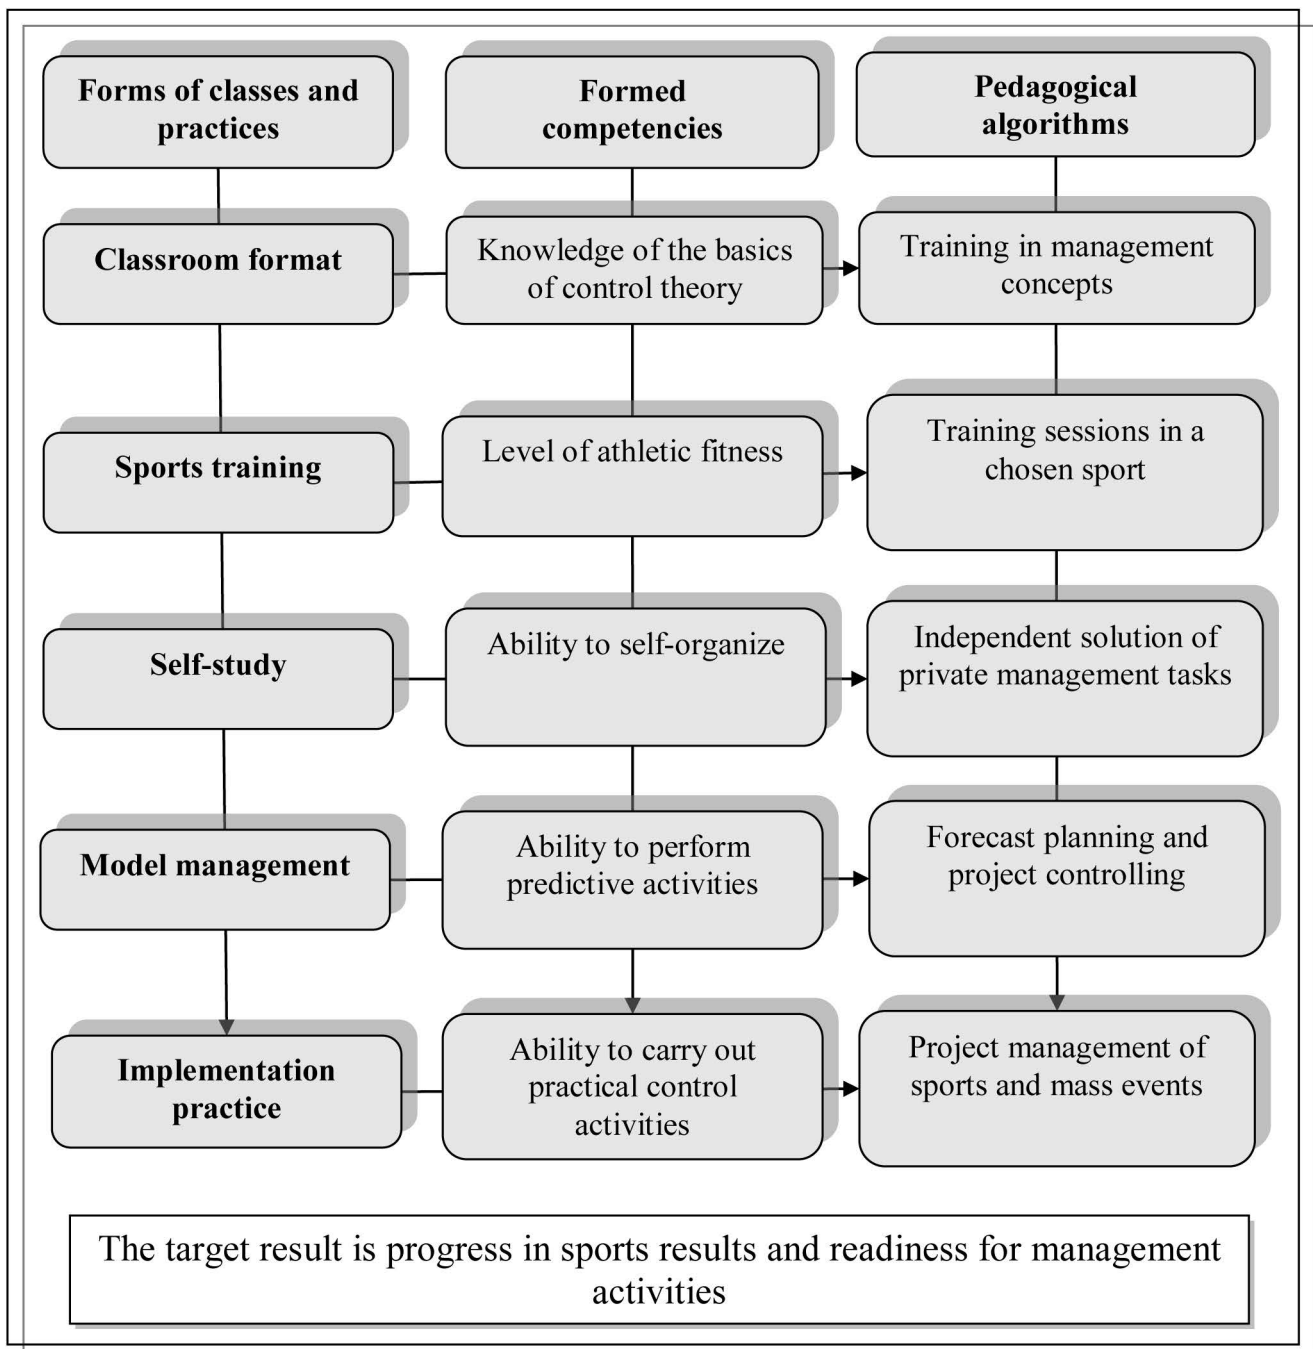 Forms of classes and
practices
Formed
competencies
Pedagogical
algorithms
Classroom format
Knowledge of the basics
of control theory
Training in management
concepts
Sports training
Level of athletic fitness
Training sessions in a
chosen sport
Self-study
Ability to self-organize
Independent solution of
private management tasks
Model management
Ability to perform
predictive activities
Forecast planning and
project controlling
Implementation
practice
Ability to carry out
practical control
activities
Project management of
sports and mass events
The target result is progress in sports results and readiness for management
activities